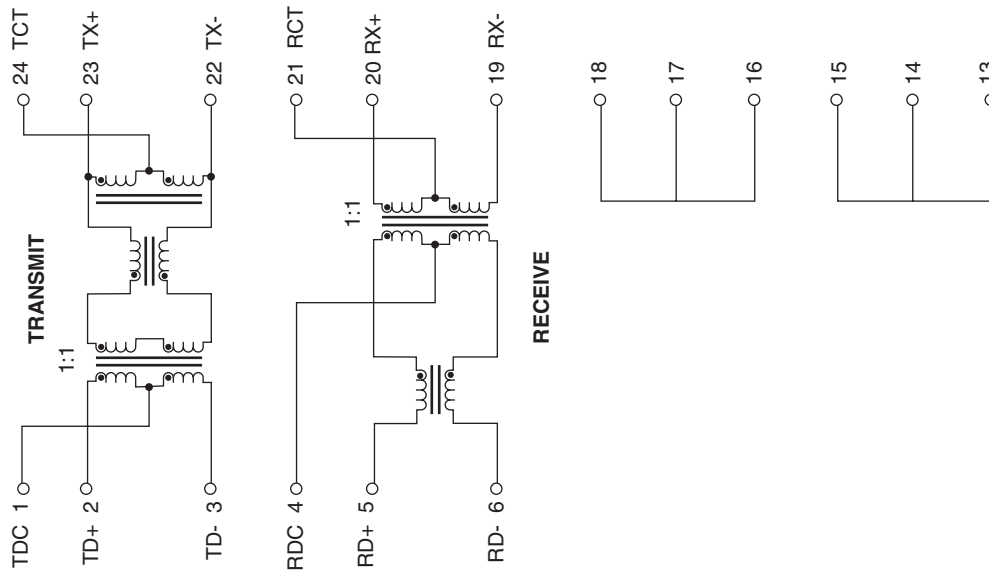 24 TCT
23 TX+
22 TX-
21 RCT
20 RX+
19 RX-
18
17
16
15
14
13
1:1
TRANSMIT
1:1
RECEIVE
TDC 1
TD+ 2
TD- 3
RDC 4
RD+ 5
RD- 6